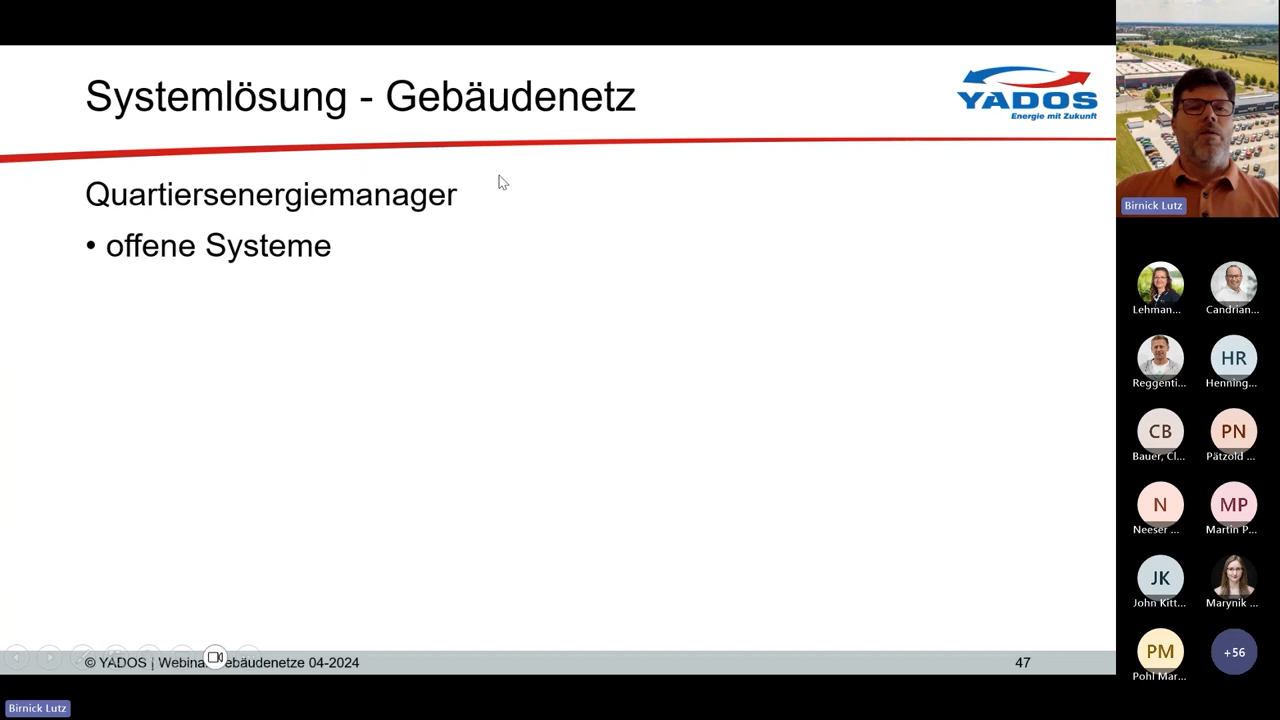 Systemlösung - Gebäudenetz
YADOS
Energie mit Zukunft
Quartiersenergiemanager
• offene Systeme
© YADOS | Webinar
ebäudenetze 04-2024
47
Birnick Lutz
Birnick Lutz
Lehman...
Candrian...
Reggenti...
HR
Henning...
CB
Bauer, Cl...
PN
Pätzold ...
N
Neeser ...
MP
Martin P...
JK
John Kitt...
Marynik ...
PM
Pohl Mar...
+56